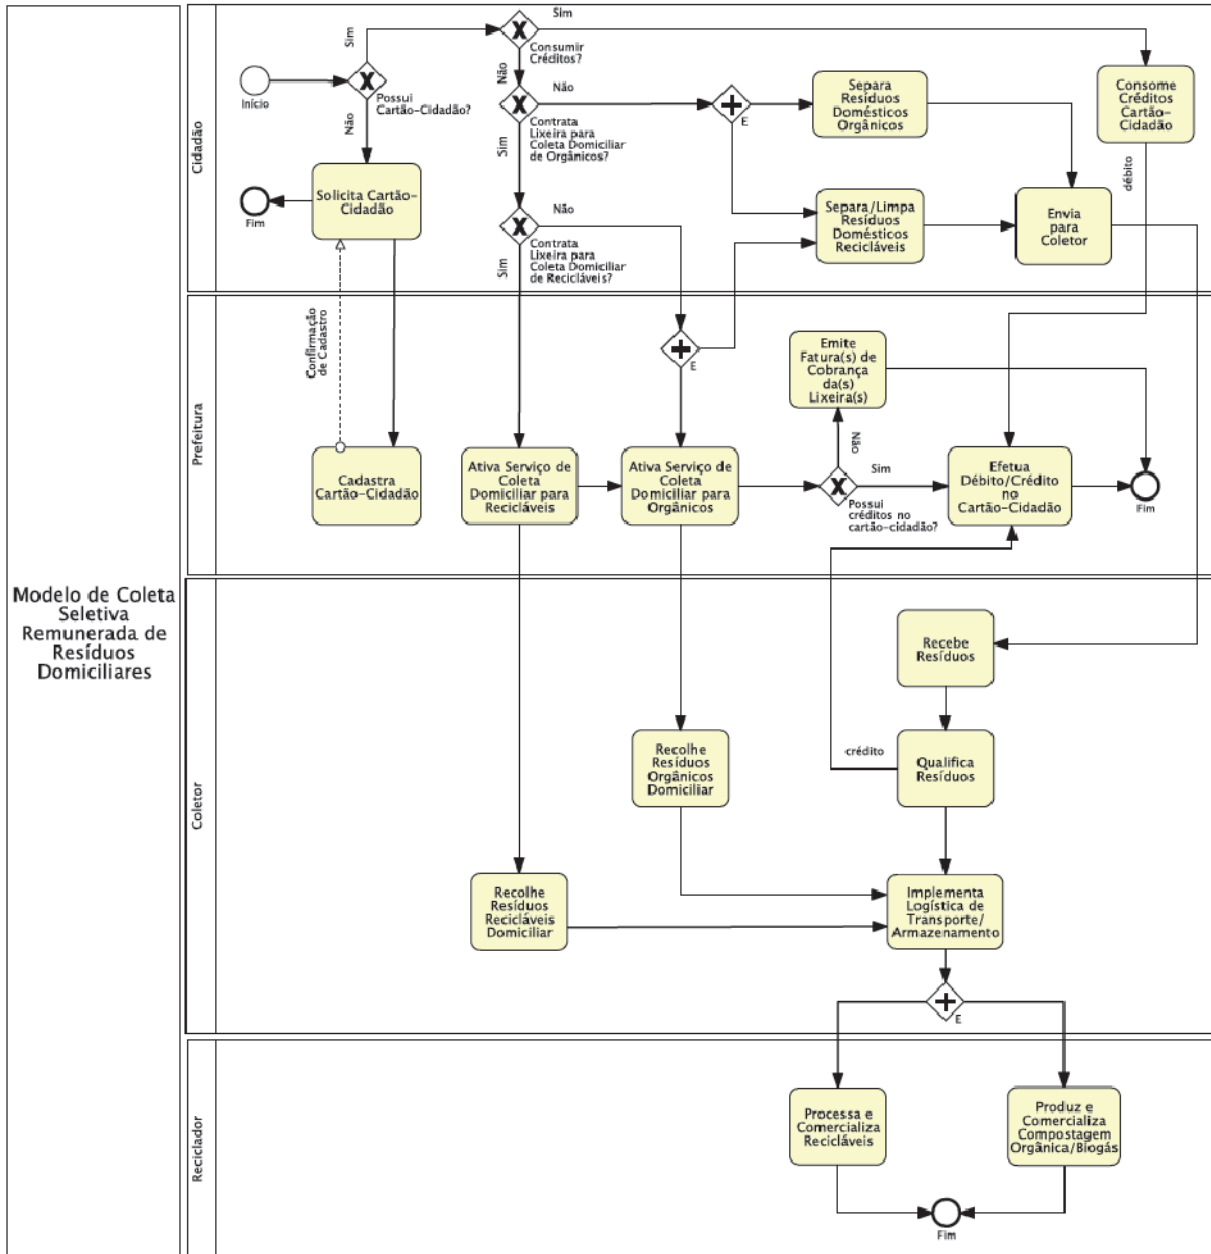 Modelo de Coleta
Seletiva
Remunerada de
Resíduos
Domiciliares
Cidadão
Início
Possui
Cartão-Cidadão?
Sim
Não
Solicita Cartão-
Cidadão
Fim
Sim
Consumir
Créditos?
Não
Não
Contrata
Lixeira para
Coleta Domiciliar
de Orgânicos?
Sim
Não
Contrata
Lixeira para
Coleta Domiciliar
de Recicláveis?
Sim
E
Separa
Resíduos
Domésticos
Orgânicos
Separa/Limpa
Resíduos
Domésticos
Recicláveis
Envia
para
Coletor
Consome
Créditos
Cartão-
Cidadão
débito
Prefeitura
Confirmação
de Cadastro
Cadastra
Cartão-Cidadão
E
Ativa Serviço de
Coleta
Domiciliar para
Recicláveis
Ativa Serviço de
Coleta
Domiciliar para
Orgânicos
Emite
Fatura(s) de
Cobrança
da(s)
Lixeira(s)
Não
Sim
Possui
créditos no
cartão-cidadão?
Efetua
Débito/Crédito
no
Cartão-Cidadão
Fim
Coletor
Recebe
Resíduos
crédito
Qualifica
Resíduos
Recolhe
Resíduos
Orgânicos
Domiciliar
Recolhe
Resíduos
Recicláveis
Domiciliar
Implementa
Logística de
Transporte/
Armazenamento
E
Reciclador
Processa e
Comercializa
Recicláveis
Produz e
Comercializa
Compostagem
Orgânica/Biogás
Fim